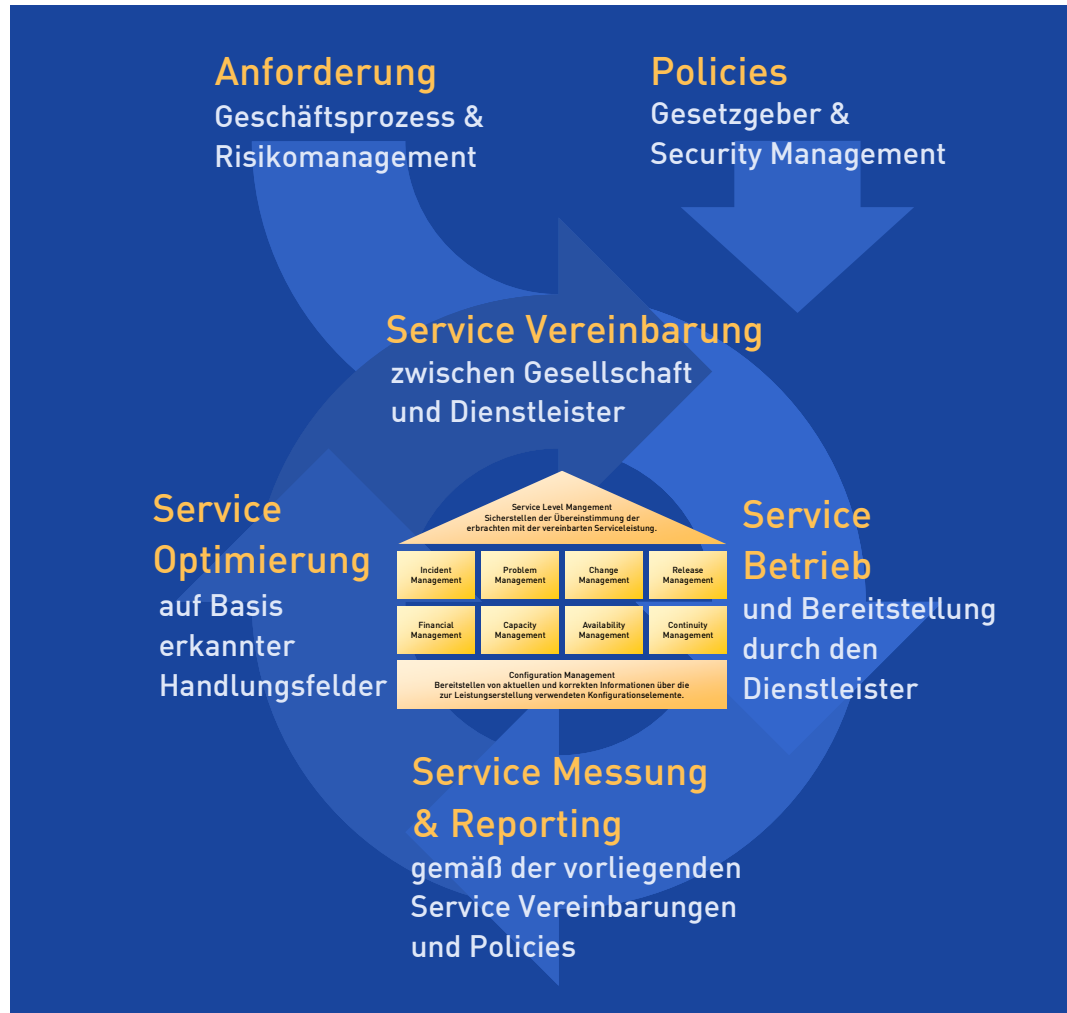 Anforderung
Geschäftsprozess &
Risikomanagement
Policies
Gesetzgeber &
Security Management
Service Vereinbarung
zwischen Gesellschaft
und Dienstleister
Service
Optimierung
auf Basis
erkannter
Handlungsfelder
Service Level Mangement
Sicherstellen der Übereinstimmung der
erbrachten mit der vereinbarten Serviceleistung.
Incident
Management
Problem
Management
Change
Management
Release
Management
Financial
Management
Capacity
Management
Availability
Management
Continuity
Management
Configuration Management
Bereitstellen von aktuellen und korrekten Informationen über die
zur Leistungserstellung verwendeten Konfigurationselemente.
Service
Betrieb
und Bereitstellung
durch den
Dienstleister
Service Messung
& Reporting
gemäß der vorliegenden
Service Vereinbarungen
und Policies